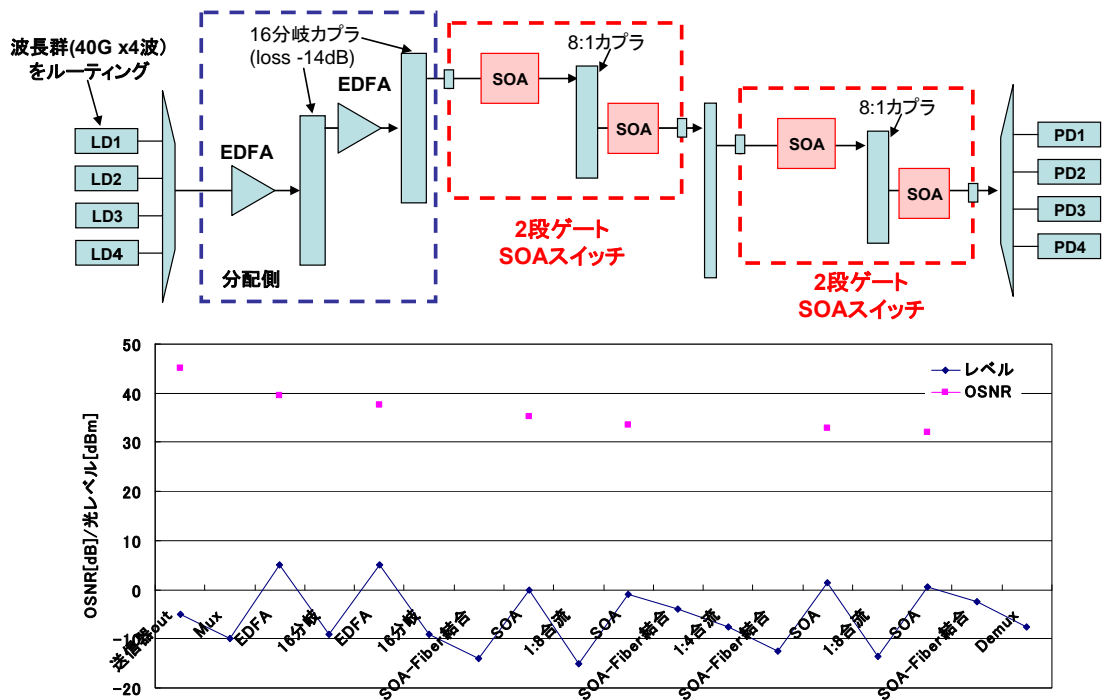 波長群(40G x4波)
をルーティング
16分岐カプラ
(loss -14dB)
EDFA
EDFA
LD1
LD2
LD3
LD4
分配側
SOA
8:1カプラ
SOA
2段ゲート
SOAスイッチ
SOA
8:1カプラ
SOA
2段ゲート
SOAスイッチ
PD1
PD2
PD3
PD4
OSNR[dB]/光レベル[dBm]
50
40
30
20
10
0
-10
-20
レベル
OSNR
送信器out
Mux
EDFA
16分岐
EDFA
16分岐
SOA-Fiber結合
SOA
1:8合流
SOA
SOA-Fiber結合
1:4合流
SOA-Fiber結合
SOA
1:8合流
SOA
SOA-Fiber結合
Demux